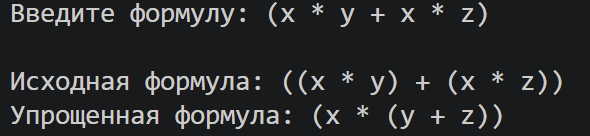 Введите формулу: (x * y + x * z)
Исходная формула: ((x * y) + (x * z))
Упрощенная формула: (x * (y + z))